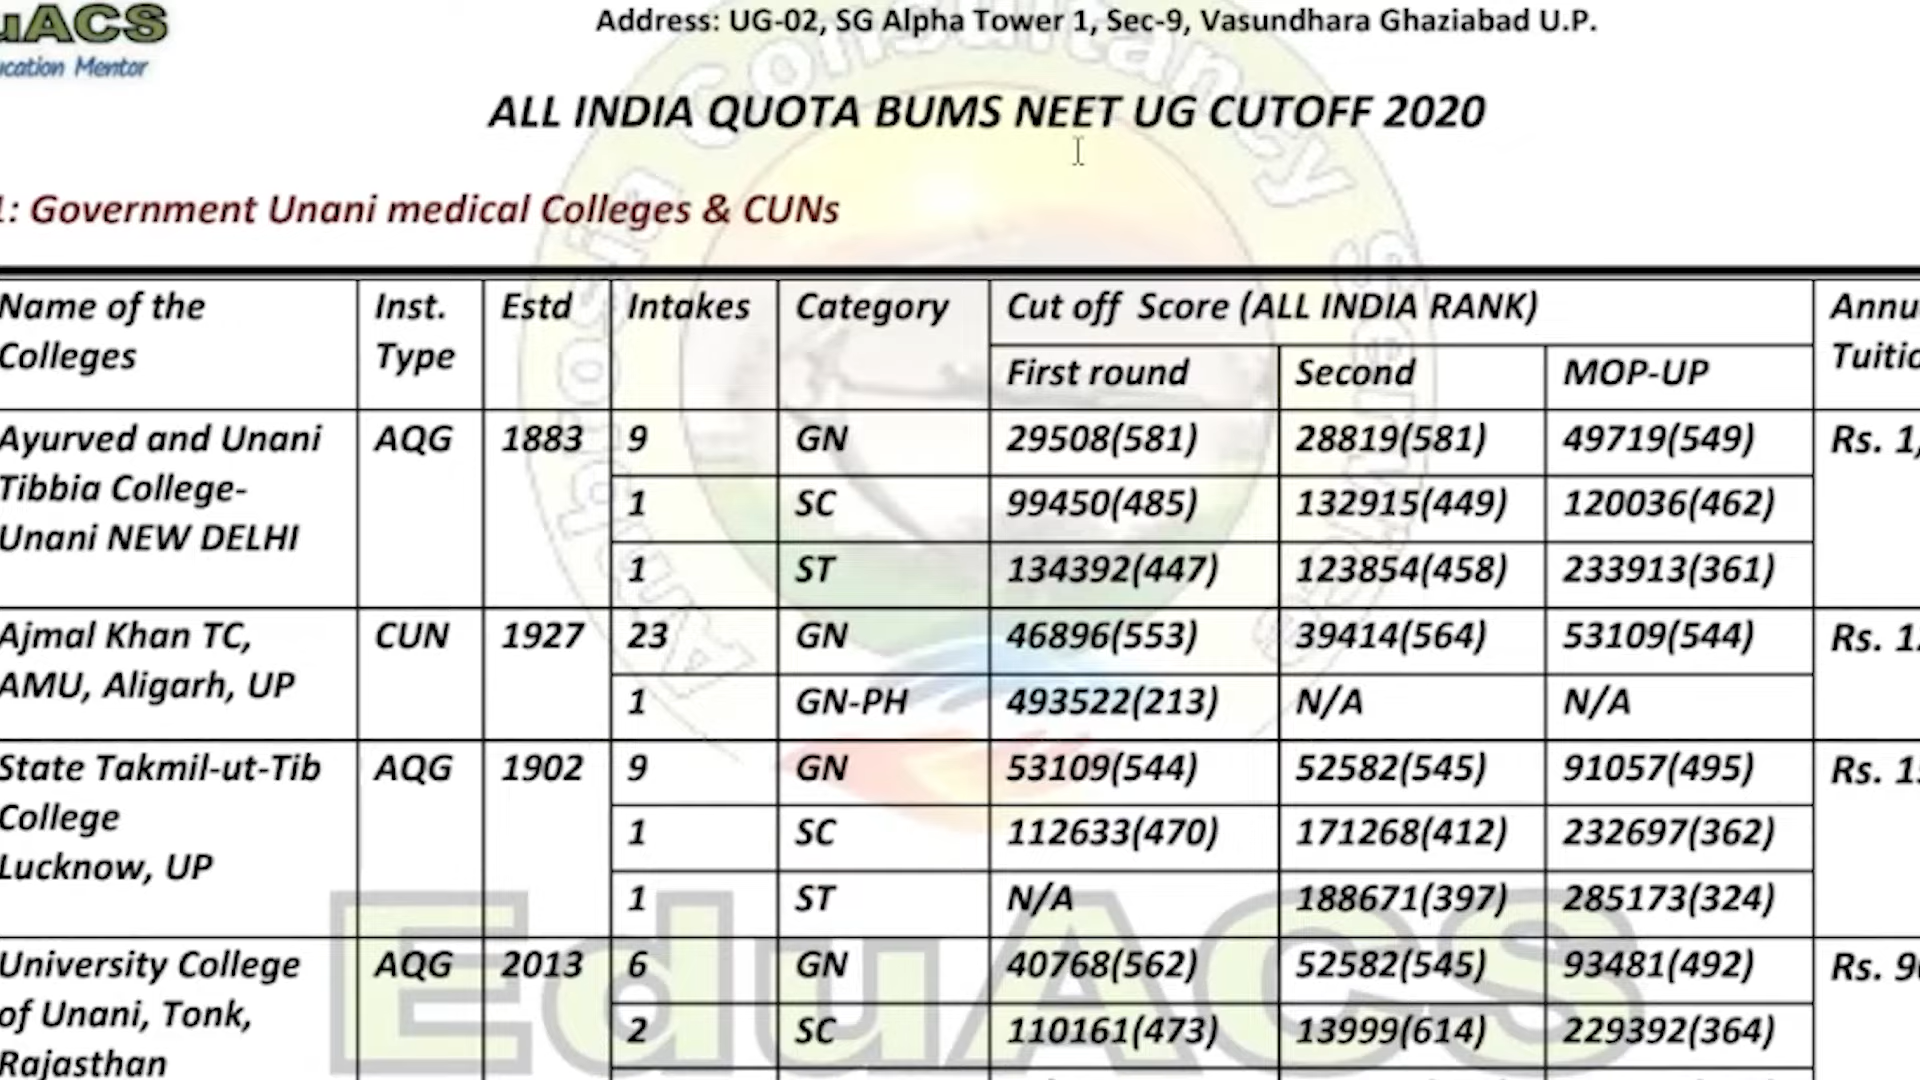 uACS
Address: UG-02, SG Alpha Tower 1, Sec-9, Vasundhara Ghaziabad U.P.
ucation Mentor
ALL INDIA QUOTA BUMS NEET UG CUTOFF 2020
1: Government Unani medical Colleges & CUNs
Name of the Colleges Inst. Type Estd Intakes Category Cut off Score (ALL INDIA RANK) Annu Tuitic
First round Second MOP-UP
Ayurved and Unani AQG 1883 9 GN 29508(581) 28819(581) 49719(549) Rs. 1,
Tibbia College- 1 SC 99450(485) 132915(449) 120036(462)
Unani NEW DELHI 1 ST 134392(447) 123854(458) 233913(361)
Ajmal Khan TC, CUN 1927 23 GN 46896(553) 39414(564) 53109(544) Rs. 1
AMU, Aligarh, UP 1 GN-PH 493522(213) N/A N/A
State Takmil-ut-Tib AQG 1902 9 GN 53109(544) 52582(545) 91057(495) Rs. 1
College 1 SC 112633(470) 171268(412) 232697(362)
Lucknow, UP 1 ST N/A 188671(397) 285173(324)
University College AQG 2013 6 GN 40768(562) 52582(545) 93481(492) Rs. 9
of Unani, Tonk, 2 SC 110161(473) 13999(614) 229392(364)
Rajasthan
EduACS